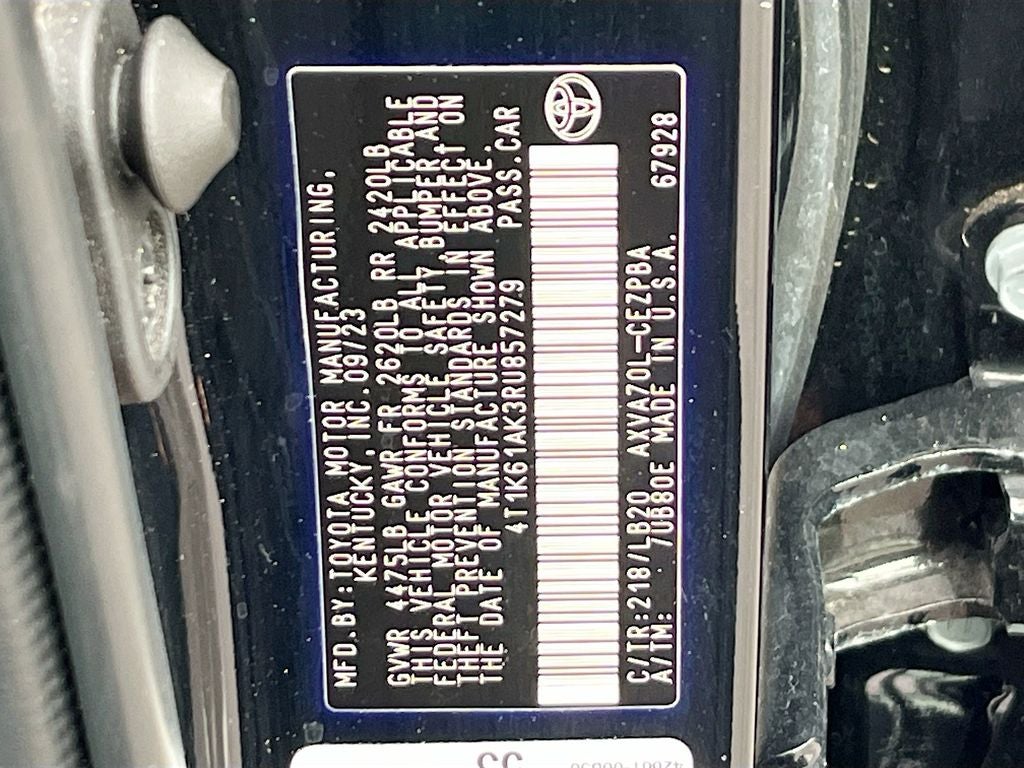 MFD.BY:TOYOTA MOTOR MANUFACTURING,
KENTUCKY,INC.09/23
GVWR 4475LB GAWR FR 2620LB RR 2420LB
THIS VEHICLE CONFORMS TO ALL APPLICABLE
FEDERAL MOTOR VEHICLE SAFETY,BUMPER,AND
THEFT PREVENTION STANDARDS IN EFFECT ON
THE DATE OF MANUFACTURE SHOWN ABOVE.
4T1K61AK3RU857279 PASS.CAR
C/TR:218//LB20 AXVA70L-CEZPBA 67928
A/TM: /UB80E MADE IN U.S.A.